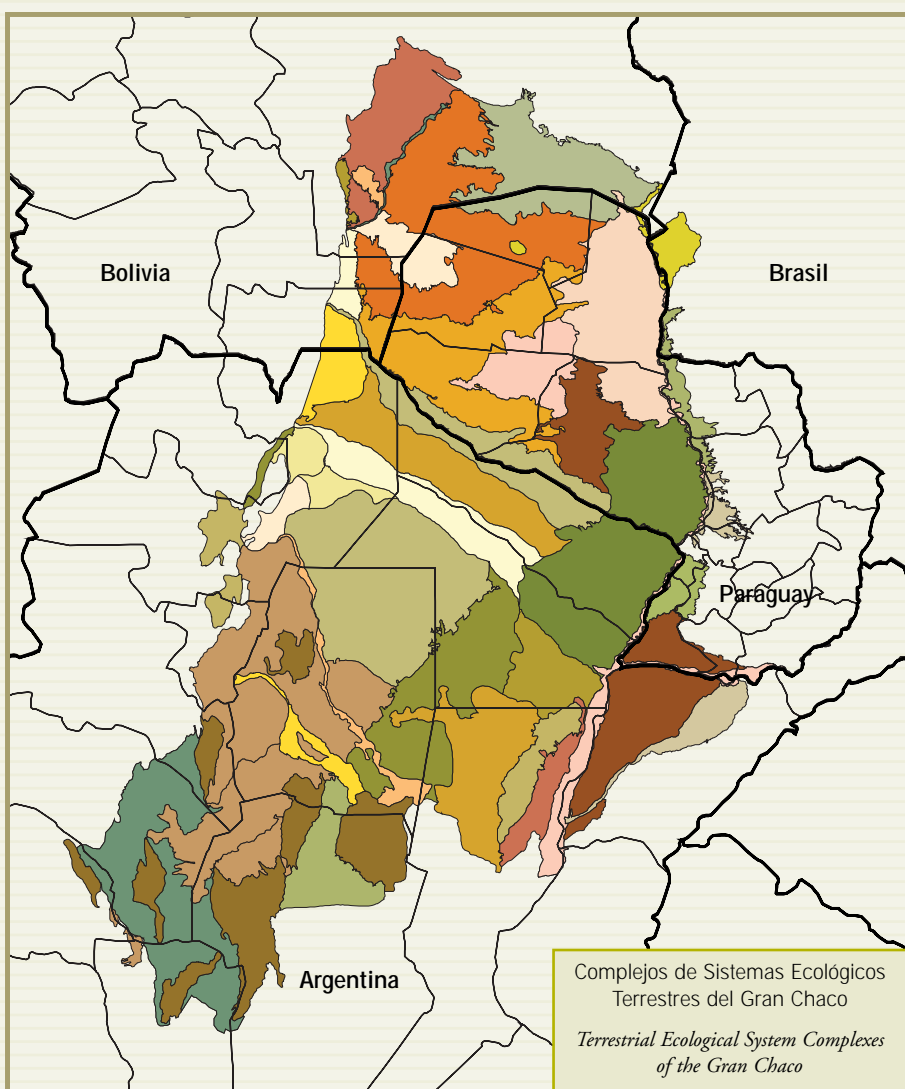 Bolivia
Brasil
Paraguay
Argentina
Complejos de Sistemas Ecológicos
Terrestres del Gran Chaco
Terrestrial Ecological System Complexes
of the Gran Chaco